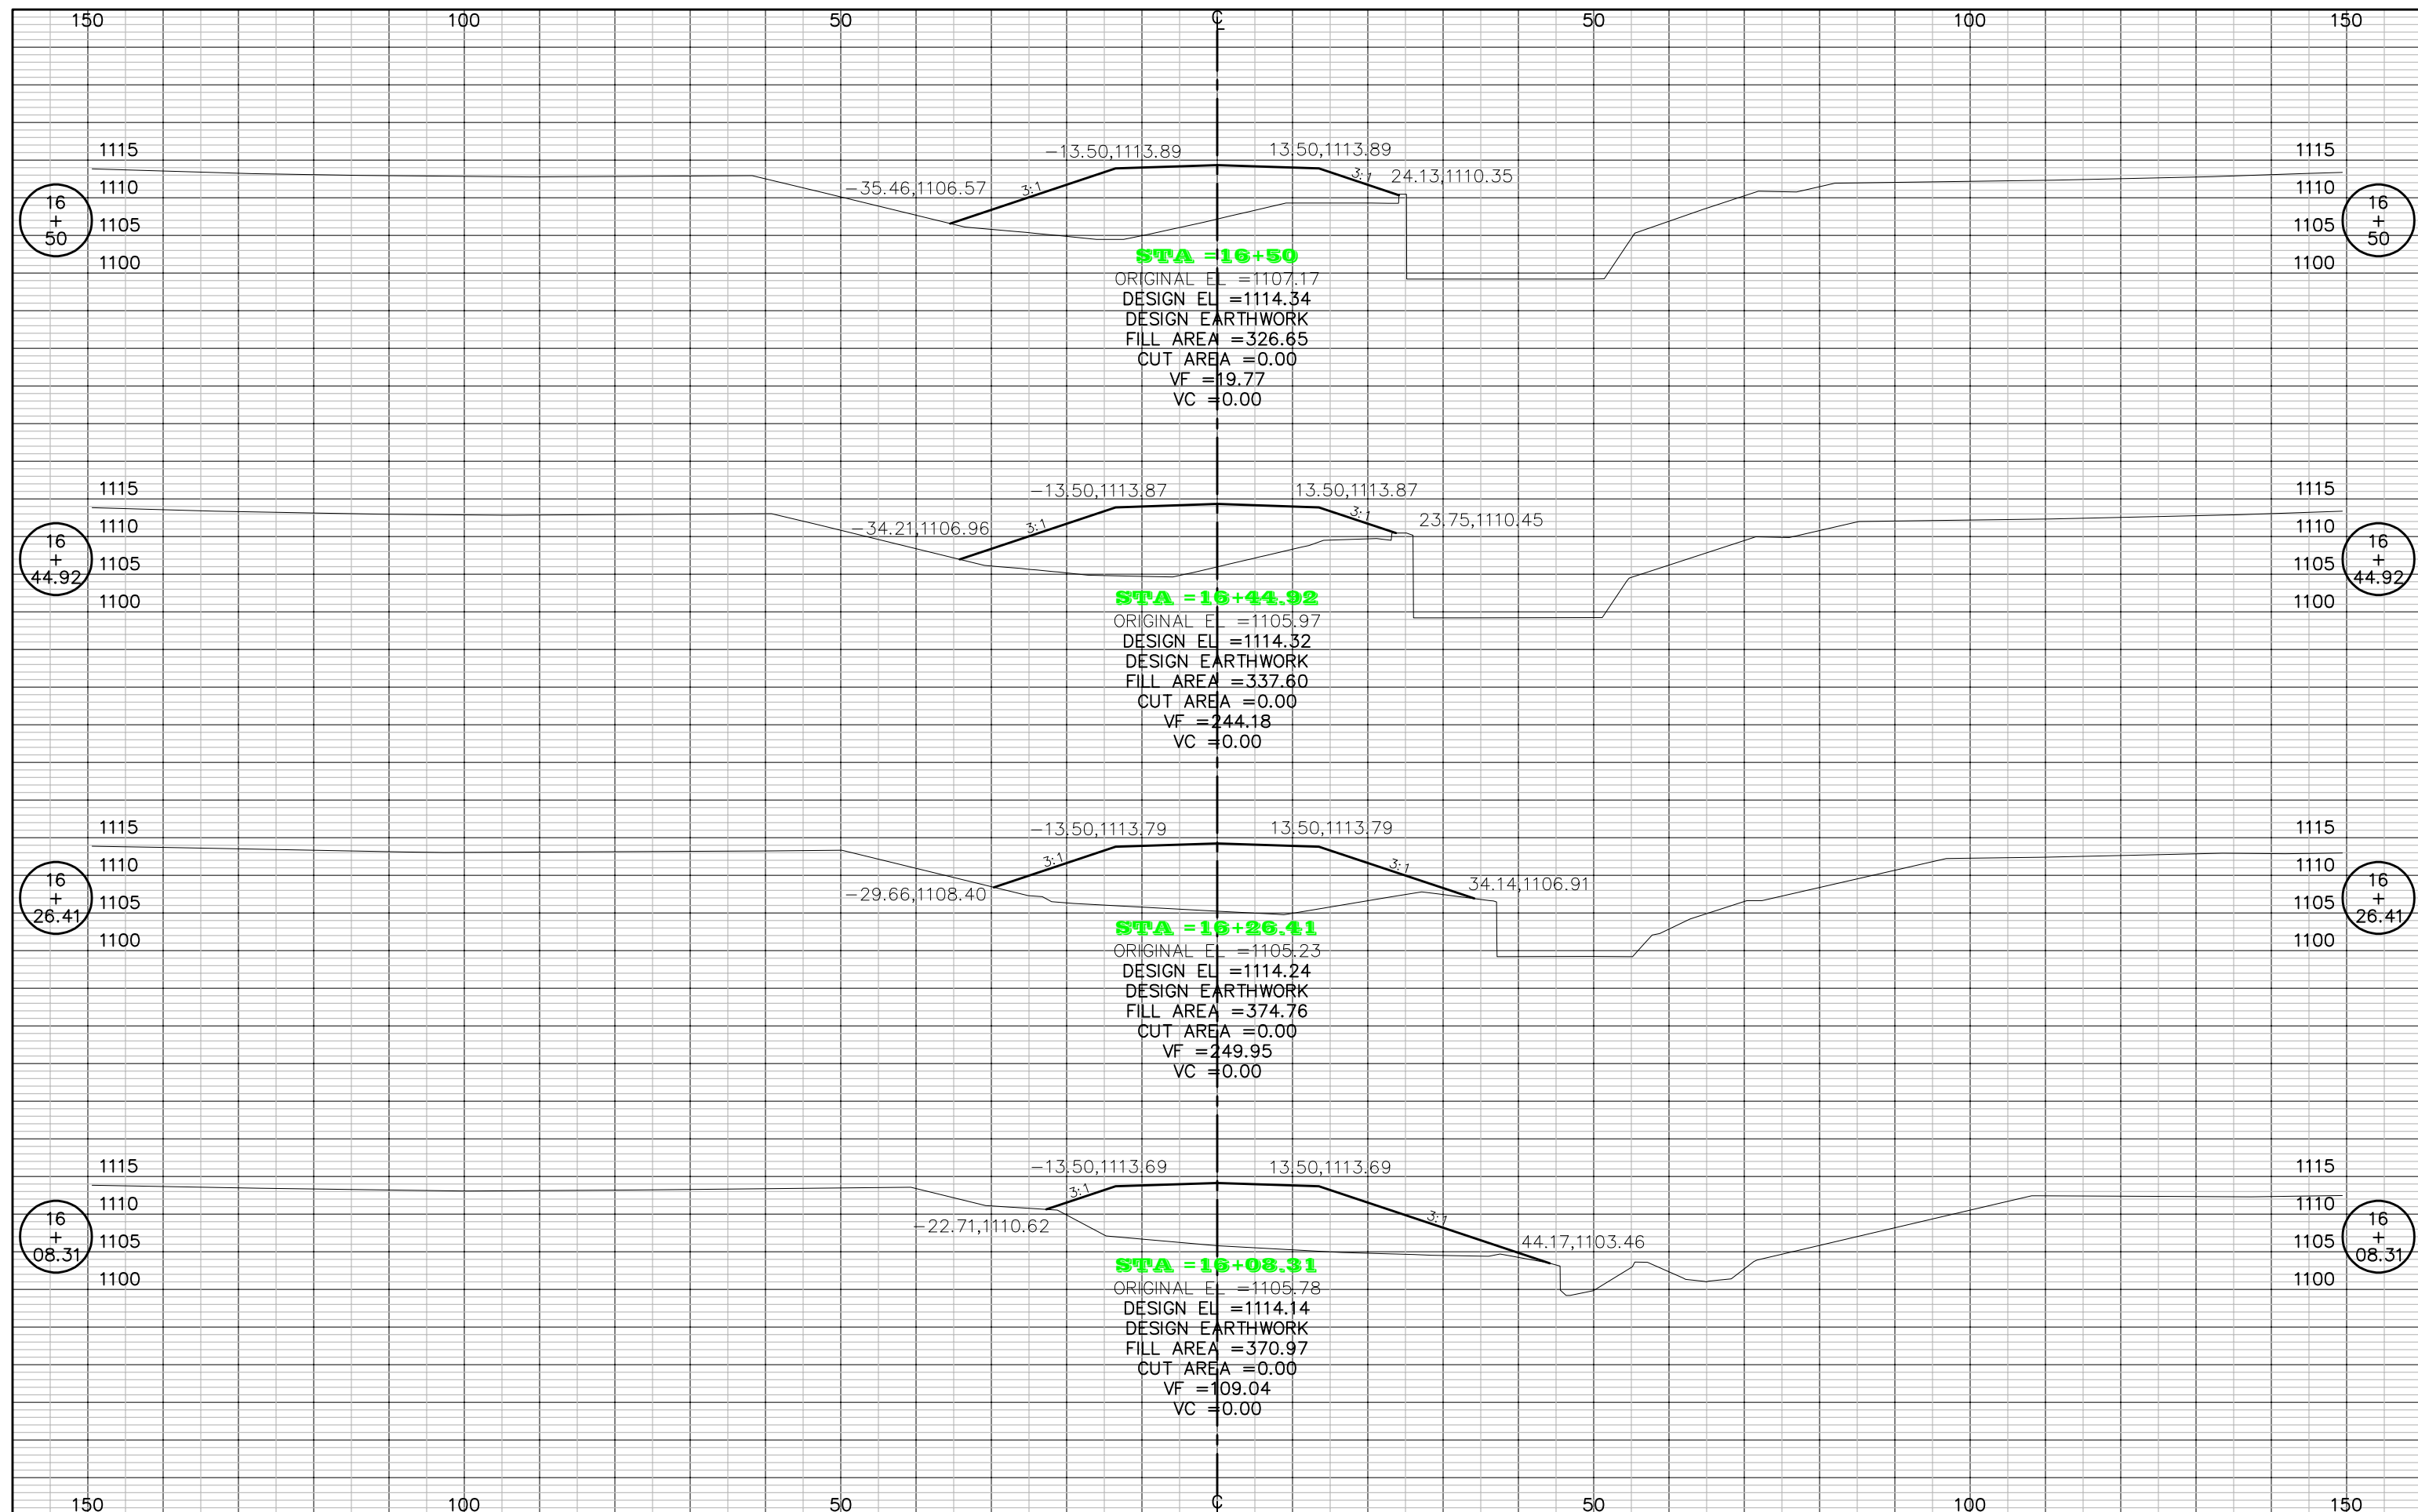 150 100 50 ℄ 50 100 150
-13.50,1113.89 13.50,1113.89
1115 1115
3:1 24.13,1110.35
-35.46,1106.57 3:1
1110 1110
16 + 50 16 + 50
1105 1105
1100 1100
STA =16+50
ORIGINAL EL =1107.17
DESIGN EL =1114.34
DESIGN EARTHWORK
FILL AREA =326.65
CUT AREA =0.00
VF =19.77
VC =0.00
1115 -13.50,1113.87 13.50,1113.87 1115
3:1 23.75,1110.45
1110 -34.21,1106.96 3:1 1110
16 + 44.92 16 + 44.92
1105 1105
1100 1100
STA =16+44.92
ORIGINAL EL =1105.97
DESIGN EL =1114.32
DESIGN EARTHWORK
FILL AREA =337.60
CUT AREA =0.00
VF =244.18
VC =0.00
1115 -13.50,1113.79 13.50,1113.79 1115
1110 3:1 3:1 1110
-29.66,1108.40 34.14,1106.91
16 + 26.41 16 + 26.41
1105 1105
1100 1100
STA =16+26.41
ORIGINAL EL =1105.23
DESIGN EL =1114.24
DESIGN EARTHWORK
FILL AREA =374.76
CUT AREA =0.00
VF =249.95
VC =0.00
1115 -13.50,1113.69 13.50,1113.69 1115
3:1
1110 1110
-22.71,1110.62 3:1
16 + 08.31 16 + 08.31
1105 44.17,1103.46 1105
1100 1100
STA =16+08.31
ORIGINAL EL =1105.78
DESIGN EL =1114.14
DESIGN EARTHWORK
FILL AREA =370.97
CUT AREA =0.00
VF =109.04
VC =0.00
150 100 50 ℄ 50 100 150